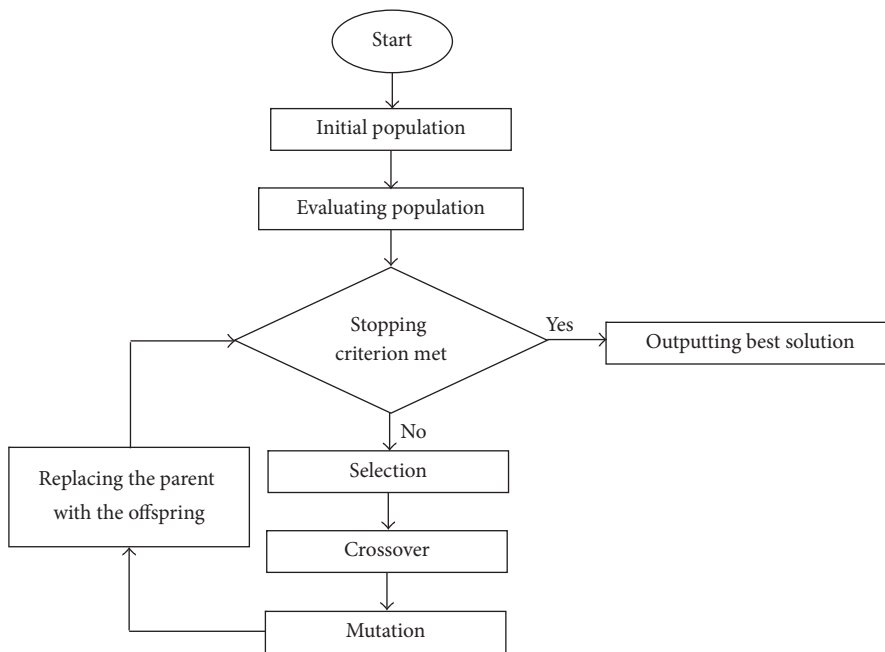 Start
Initial population
Evaluating population
Stopping
criterion met
Yes
Outputting best solution
No
Selection
Replacing the parent
with the offspring
Crossover
Mutation